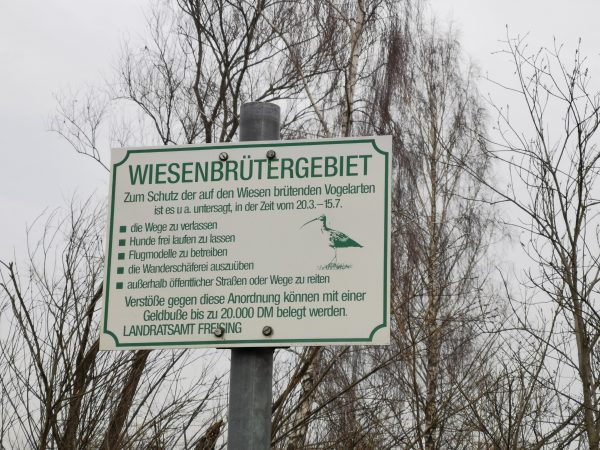 WIESENBRÜTERGEBIET
Zum Schutz der auf den Wiesen brütenden Vogelarten
ist es u a. untersagt, in der Zeit vom 20.3.–15.7.
■ die Wege zu verlassen
■ Hunde frei laufen zu lassen
■ Flugmodelle zu betreiben
■ die Wanderschäferei auszuüben
■ außerhalb öffentlicher Straßen oder Wege zu reiten
Verstöße gegen diese Anordnung können mit einer
Geldbuße bis zu 20.000 DM belegt werden.
LANDRATSAMT FREISING